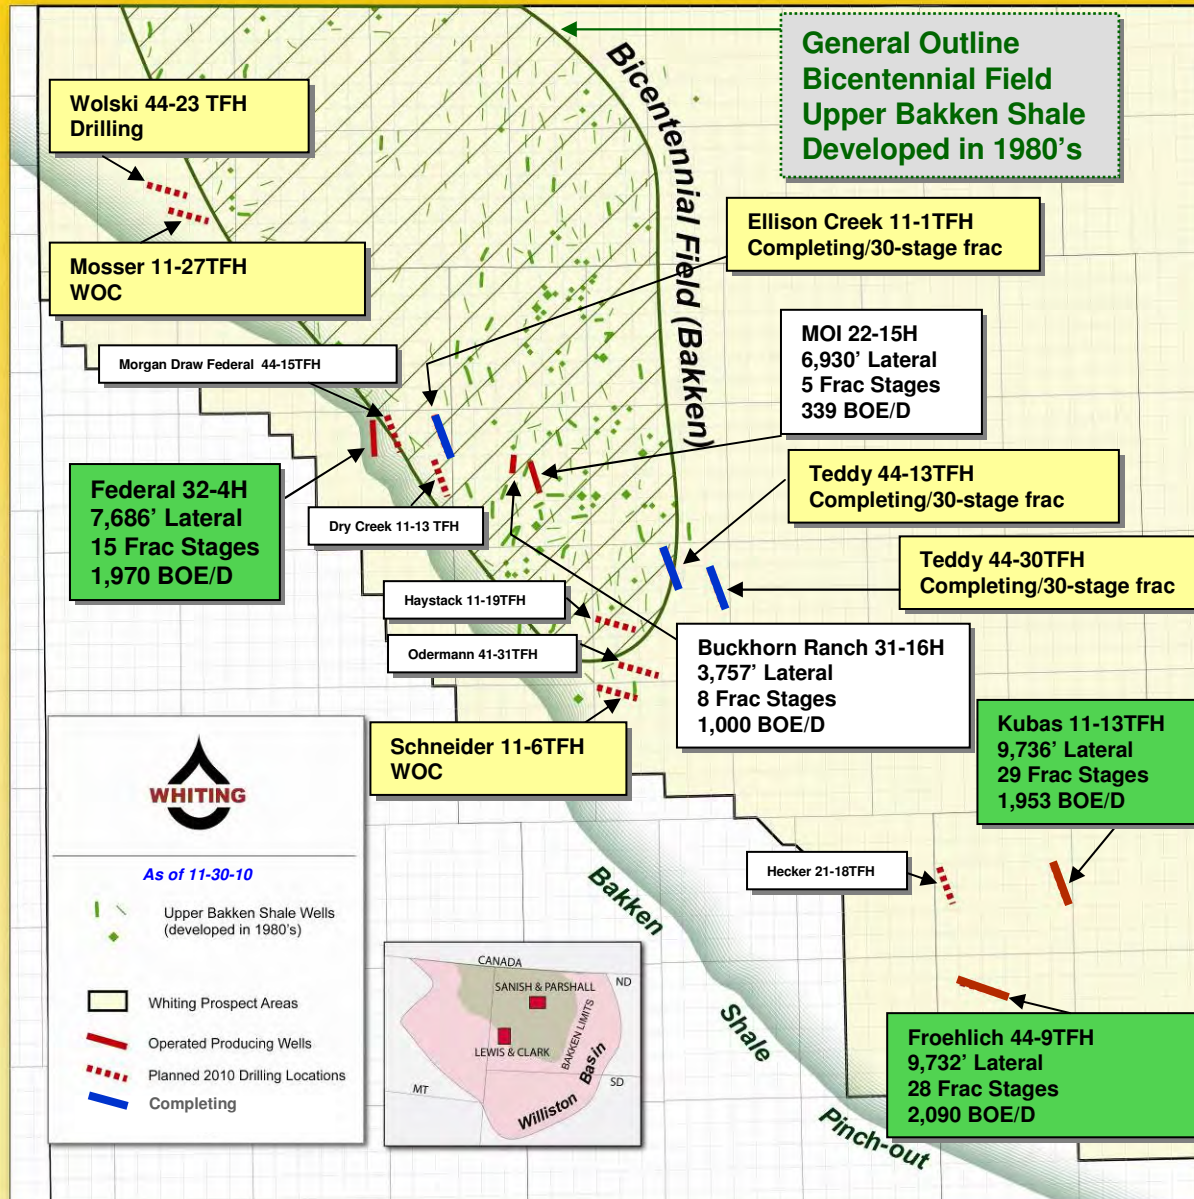 General Outline
Bicentennial Field
Upper Bakken Shale
Developed in 1980's
Bicentennial Field (Bakken)
Wolski 44-23 TFH
Drilling
Mosser 11-27TFH
WOC
Ellison Creek 11-1TFH
Completing/30-stage frac
MOI 22-15H
6,930' Lateral
5 Frac Stages
339 BOE/D
Morgan Draw Federal 44-15TFH
Federal 32-4H
7,686' Lateral
15 Frac Stages
1,970 BOE/D
Dry Creek 11-13 TFH
Teddy 44-13TFH
Completing/30-stage frac
Teddy 44-30TFH
Completing/30-stage frac
Haystack 11-19TFH
Odermann 41-31TFH
Buckhorn Ranch 31-16H
3,757' Lateral
8 Frac Stages
1,000 BOE/D
Schneider 11-6TFH
WOC
Kubas 11-13TFH
9,736' Lateral
29 Frac Stages
1,953 BOE/D
Hecker 21-18TFH
Froehlich 44-9TFH
9,732' Lateral
28 Frac Stages
2,090 BOE/D
Bakken
Shale
Pinch-out
WHITING
As of 11-30-10
Upper Bakken Shale Wells
(developed in 1980's)
Whiting Prospect Areas
Operated Producing Wells
Planned 2010 Drilling Locations
Completing
CANADA
ND
SANISH & PARSHALL
LEWIS & CLARK
BAKKEN LIMITS
MT
SD
Williston
Basin